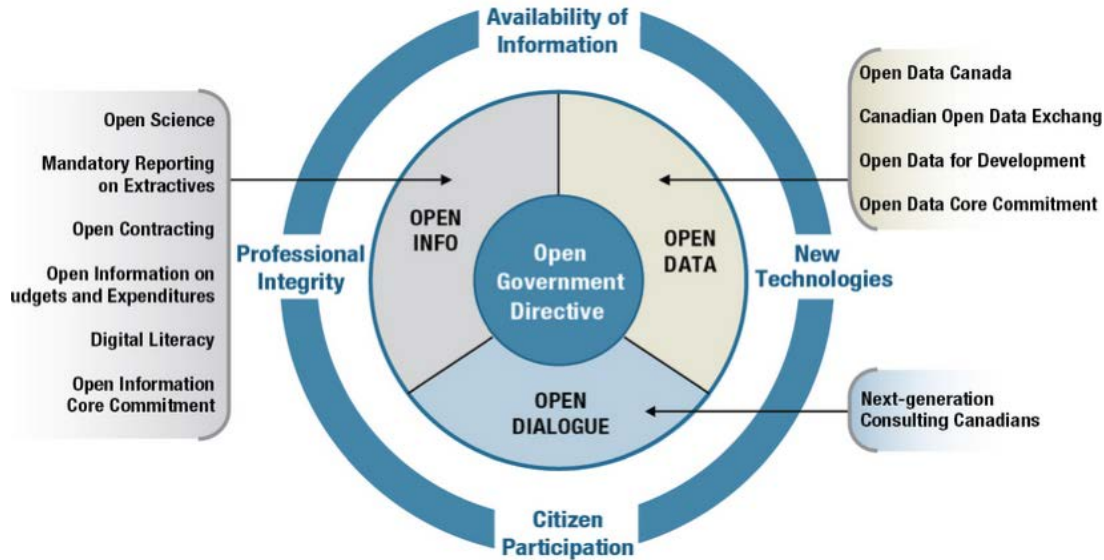 Availability of
Information
Open Science
Mandatory Reporting
on Extractives
Open Contracting
Open Information on
udgets and Expenditures
Digital Literacy
Open Information
Core Commitment
Professional
Integrity
OPEN
INFO
Open
Government
Directive
OPEN
DATA
OPEN
DIALOGUE
New
Technologies
Open Data Canada
Canadian Open Data Exchang
Open Data for Development
Open Data Core Commitment
Next-generation
Consulting Canadians
Citizen
Participation